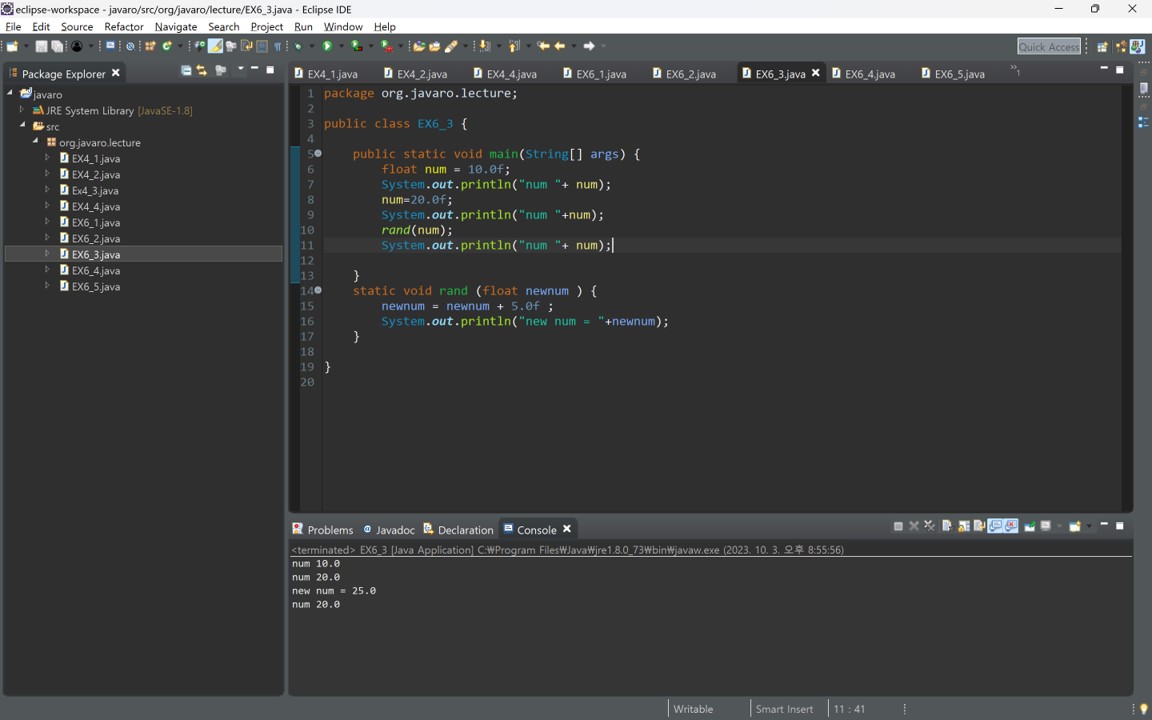 eclipse-workspace - javaro/src/org/javaro/lecture/EX6_3.java - Eclipse IDE
File Edit Source Refactor Navigate Search Project Run Window Help
Quick Access
Package Explorer
EX4_1.java EX4_2.java EX4_4.java EX6_1.java EX6_2.java EX6_3.java EX6_4.java EX6_5.java »1
javaro
JRE System Library [JavaSE-1.8]
src
org.javaro.lecture
EX4_1.java
EX4_2.java
Ex4_3.java
EX4_4.java
EX6_1.java
EX6_2.java
EX6_3.java
EX6_4.java
EX6_5.java
1 package org.javaro.lecture;
2
3 public class EX6_3 {
4
5 public static void main(String[] args) {
6 float num = 10.0f;
7 System.out.println("num "+ num);
8 num=20.0f;
9 System.out.println("num "+num);
10 rand(num);
11 System.out.println("num "+ num);
12
13 }
14 static void rand (float newnum ) {
15 newnum = newnum + 5.0f ;
16 System.out.println("new num = "+newnum);
17 }
18
19 }
20
Problems Javadoc Declaration Console
<terminated> EX6_3 [Java Application] C:₩Program Files₩Java₩jre1.8.0_73₩bin₩javaw.exe (2023. 10. 3. 오후 8:55:56)
num 10.0
num 20.0
new num = 25.0
num 20.0
Writable Smart Insert 11 : 41